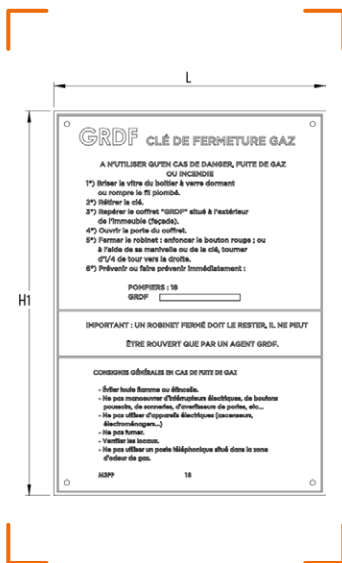 L
H1
GRDF CLÉ DE FERMETURE GAZ
A N'UTILISER QU'EN CAS DE DANGER, FUITE DE GAZ
OU INCENDIE
1°) Briser la vitre du boîtier à verre dormant
ou rompre le fil plombé.
2°) Rétirer la clé.
3°) Repérer le coffret "GRDF" situé à l'extérieur
de l'immeuble (façade).
4°) Ouvrir la porte du coffret.
5°) Fermer le robinet : enfoncer le bouton rouge ; ou
à l'aide de sa manivelle ou de la clé, tourner
d'1/4 de tour vers la droite.
6°) Prévenir ou faire prévenir immédiatement :
POMPIERS : 18
GRDF
IMPORTANT : UN ROBINET FERMÉ DOIT LE RESTER, IL NE PEUT
ÊTRE ROUVERT QUE PAR UN AGENT GRDF.
CONSIGNES GÉNÉRALES EN CAS DE FUITE DE GAZ
- Éviter toute flamme ou étincelle.
- Ne pas manoeuvrer d'interrupteurs électriques, de boutons
poussoirs, de sonneries, d'avertisseurs de portes, etc...
- Ne pas utiliser d'appareils électriques (ascenseurs,
électroménagers...)
- Ne pas fumer.
- Ventiler les locaux.
- Ne pas utiliser un poste téléphonique situé dans la zone
d'odeur de gaz.
MSPP 18